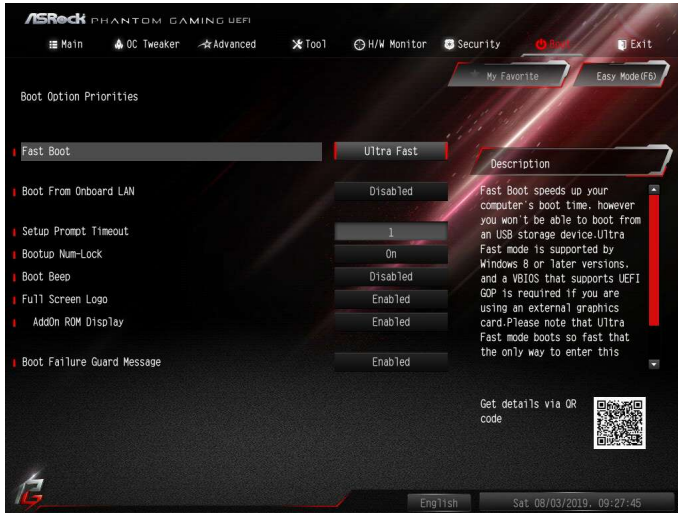 ASRock PHANTOM GAMING UEFI
Main OC Tweaker Advanced Tool H/W Monitor Security Boot Exit
My Favorite Easy Mode(F6)
Boot Option Priorities
Fast Boot Ultra Fast
Boot From Onboard LAN Disabled
Setup Prompt Timeout 1
Bootup Num-Lock On
Boot Beep Disabled
Full Screen Logo Enabled
AddOn ROM Display Enabled
Boot Failure Guard Message Enabled
Description
Fast Boot speeds up your
computer's boot time, however
you won't be able to boot from
an USB storage device.Ultra
Fast mode is supported by
Windows 8 or later versions,
and a VBIOS that supports UEFI
GOP is required if you are
using an external graphics
card.Please note that Ultra
Fast mode boots so fast that
the only way to enter this
Get details via QR
code
English Sat 08/03/2019, 09:27:45